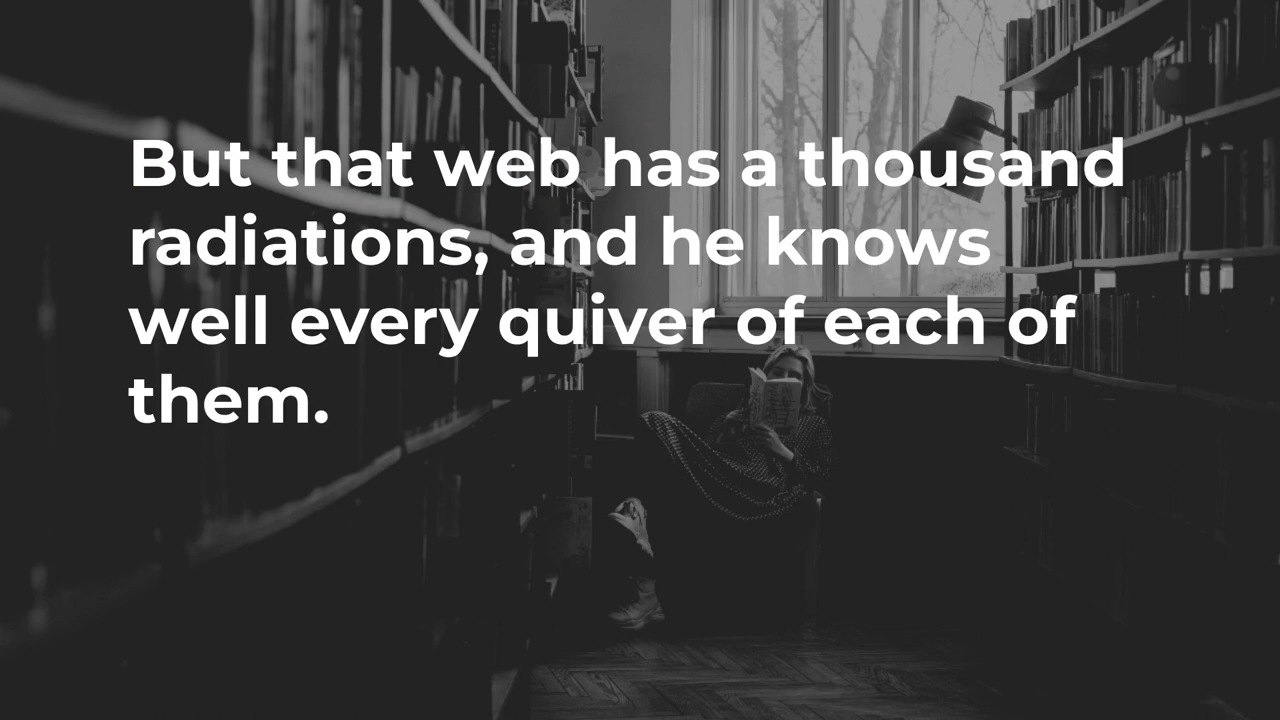 But that web has a thousand
radiations, and he knows
well every quiver of each of
them.